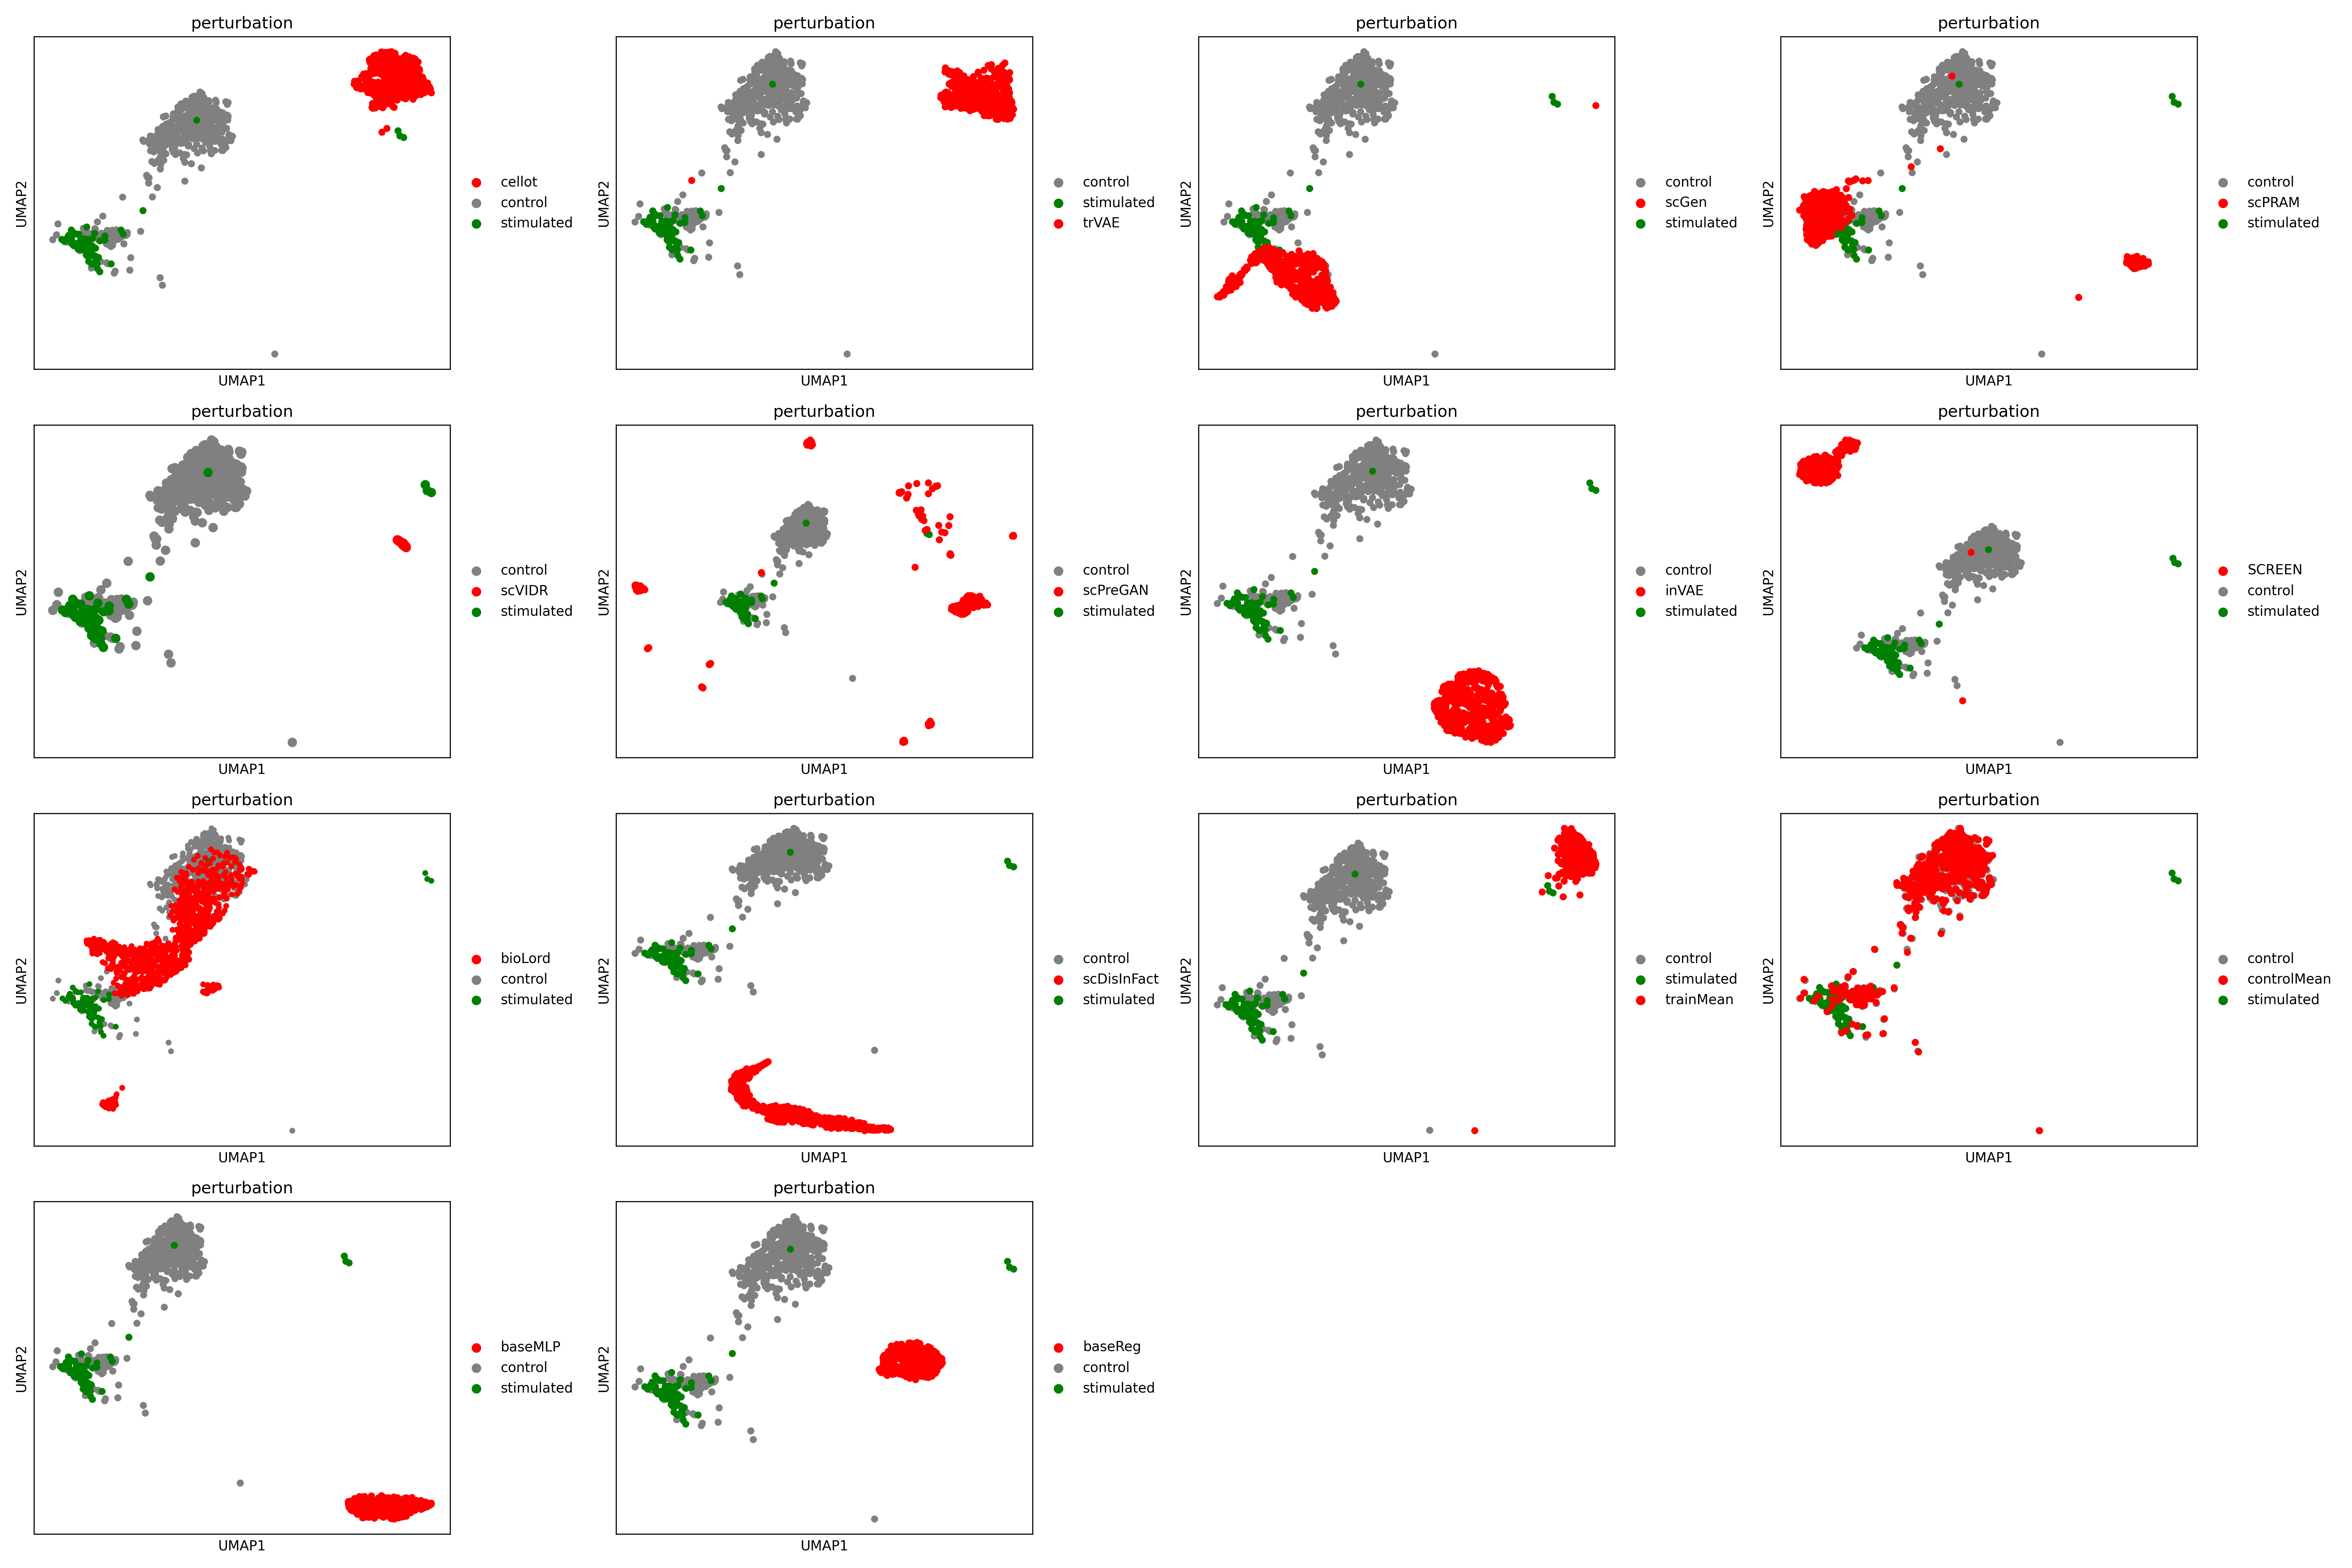 perturbation
UMAP2
UMAP1
cellot
control
stimulated
perturbation
UMAP2
UMAP1
control
stimulated
trVAE
perturbation
UMAP2
UMAP1
control
scGen
stimulated
perturbation
UMAP2
UMAP1
control
scPRAM
stimulated
perturbation
UMAP2
UMAP1
control
scVIDR
stimulated
perturbation
UMAP2
UMAP1
control
scPreGAN
stimulated
perturbation
UMAP2
UMAP1
control
inVAE
stimulated
perturbation
UMAP2
UMAP1
SCREEN
control
stimulated
perturbation
UMAP2
UMAP1
bioLord
control
stimulated
perturbation
UMAP2
UMAP1
control
scDisInFact
stimulated
perturbation
UMAP2
UMAP1
control
stimulated
trainMean
perturbation
UMAP2
UMAP1
control
controlMean
stimulated
perturbation
UMAP2
UMAP1
baseMLP
control
stimulated
perturbation
UMAP2
UMAP1
baseReg
control
stimulated